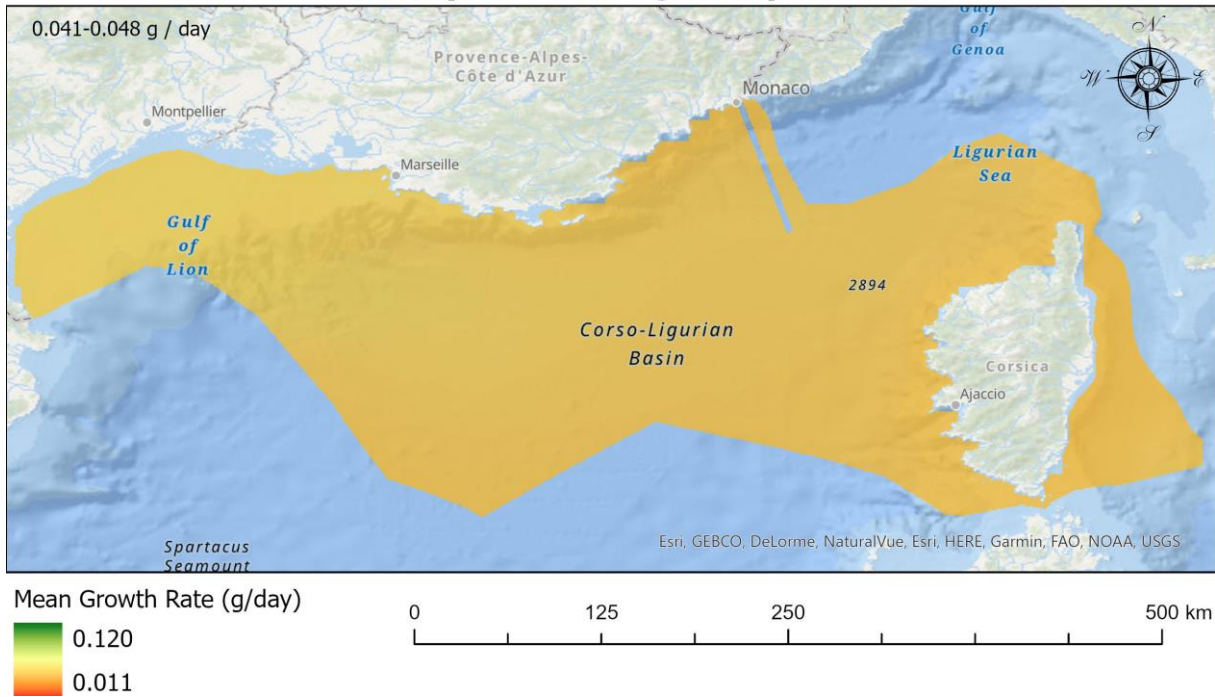 0.041-0.048 g / day
Gulf
of
Genoa
N
W
E
S
Provence-Alpes-
Côte d'Azur
Monaco
Montpellier
Marseille
Ligurian
Sea
Gulf
of
Lion
2894
Corso-Ligurian
Basin
Corsica
Ajaccio
Spartacus
Seamount
Esri, GEBCO, DeLorme, NaturalVue, Esri, HERE, Garmin, FAO, NOAA, USGS
Mean Growth Rate (g/day)
0.120
0.011
0
125
250
500 km